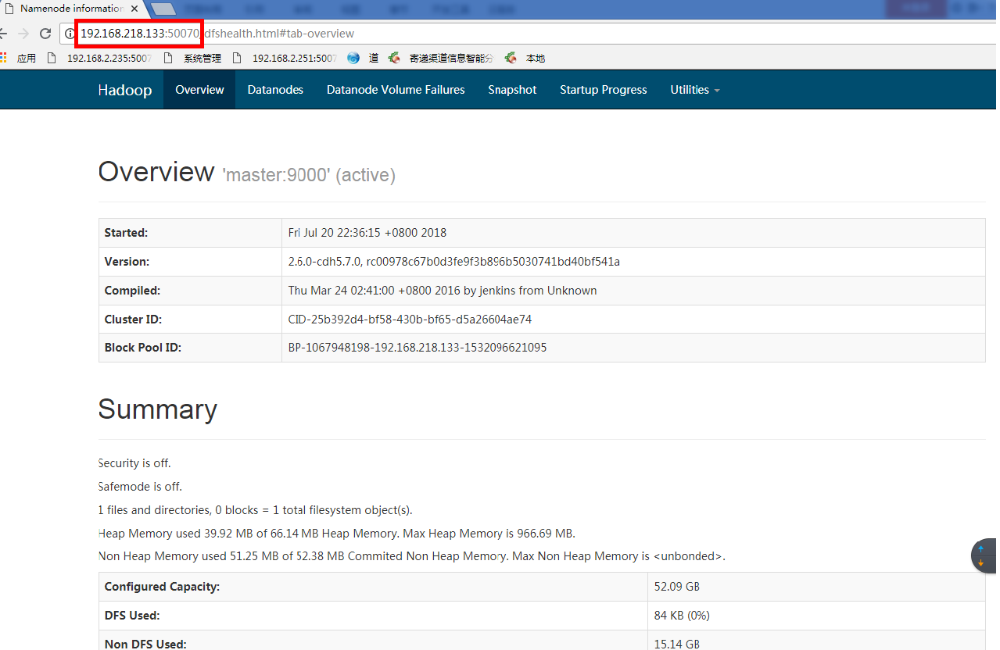 Namenode information
192.168.218.133:50070/dfshealth.html#tab-overview
应用 192.168.2.235:5007 系统管理 192.168.2.251:5007 道 寄递渠道信息智能分 本地
Hadoop Overview Datanodes Datanode Volume Failures Snapshot Startup Progress Utilities
Overview 'master:9000' (active)
Started: Fri Jul 20 22:36:15 +0800 2018
Version: 2.6.0-cdh5.7.0, rc00978c67b0d3fe9f3b896b5030741bd40bf541a
Compiled: Thu Mar 24 02:41:00 +0800 2016 by jenkins from Unknown
Cluster ID: CID-25b392d4-bf58-430b-bf65-d5a26604ae74
Block Pool ID: BP-1067948198-192.168.218.133-1532096621095
Summary
Security is off.
Safemode is off.
1 files and directories, 0 blocks = 1 total filesystem object(s).
Heap Memory used 39.92 MB of 66.14 MB Heap Memory. Max Heap Memory is 966.69 MB.
Non Heap Memory used 51.25 MB of 52.38 MB Commited Non Heap Memory. Max Non Heap Memory is <unbonded>.
Configured Capacity: 52.09 GB
DFS Used: 84 KB (0%)
Non DFS Used: 15.14 GB